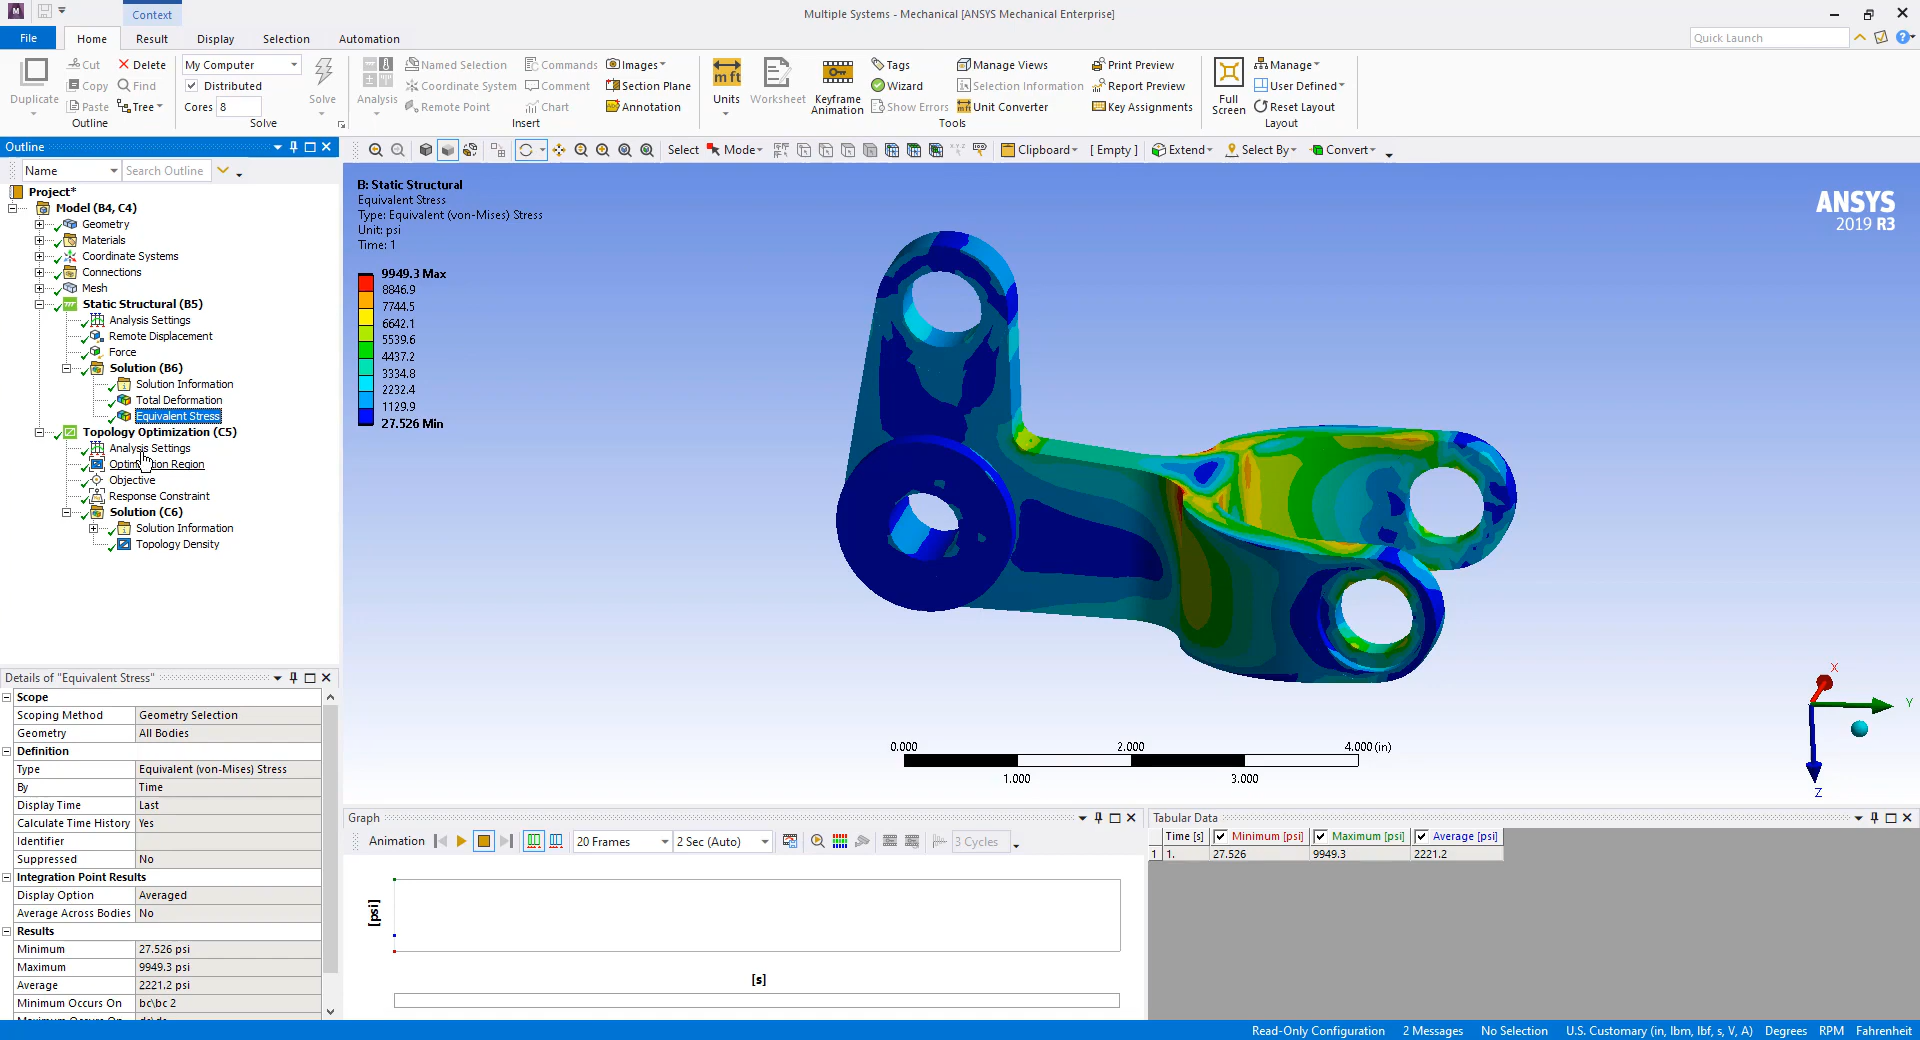 Context
Multiple Systems - Mechanical [ANSYS Mechanical Enterprise]
File Home Result Display Selection Automation
Quick Launch
Duplicate
Cut
Copy
Paste
Delete
Find
Tree
Outline
My Computer
Distributed
Cores 8
Solve
Solve
Analysis
Named Selection
Coordinate System
Remote Point
Commands
Comment
Chart
Images
Section Plane
Annotation
Insert
Units
Worksheet
Keyframe
Animation
Tags
Wizard
Show Errors
Manage Views
Selection Information
Unit Converter
Print Preview
Report Preview
Key Assignments
Tools
Full
Screen
Manage
User Defined
Reset Layout
Layout
Outline
Name Search Outline
Project*
Model (B4, C4)
Geometry
Materials
Coordinate Systems
Connections
Mesh
Static Structural (B5)
Analysis Settings
Remote Displacement
Force
Solution (B6)
Solution Information
Total Deformation
Equivalent Stress
Topology Optimization (C5)
Analysis Settings
Optimization Region
Objective
Response Constraint
Solution (C6)
Solution Information
Topology Density
Select Mode Clipboard [ Empty ] Extend Select By Convert
B: Static Structural
Equivalent Stress
Type: Equivalent (von-Mises) Stress
Unit: psi
Time: 1
9949.3 Max
8846.9
7744.5
6642.1
5539.6
4437.2
3334.8
2232.4
1129.9
27.526 Min
ANSYS
2019 R3
X
Y
Z
0.000 2.000 4.000 (in)
1.000 3.000
Details of "Equivalent Stress"
Scope
Scoping Method Geometry Selection
Geometry All Bodies
Definition
Type Equivalent (von-Mises) Stress
By Time
Display Time Last
Calculate Time History Yes
Identifier
Suppressed No
Integration Point Results
Display Option Averaged
Average Across Bodies No
Results
Minimum 27.526 psi
Maximum 9949.3 psi
Average 2221.2 psi
Minimum Occurs On bc\bc 2
Graph
Animation 20 Frames 2 Sec (Auto) 3 Cycles
[psi]
[s]
Tabular Data
Time [s] Minimum [psi] Maximum [psi] Average [psi]
1 1. 27.526 9949.3 2221.2
Read-Only Configuration 2 Messages No Selection U.S. Customary (in, lbm, lbf, s, V, A) Degrees RPM Fahrenheit